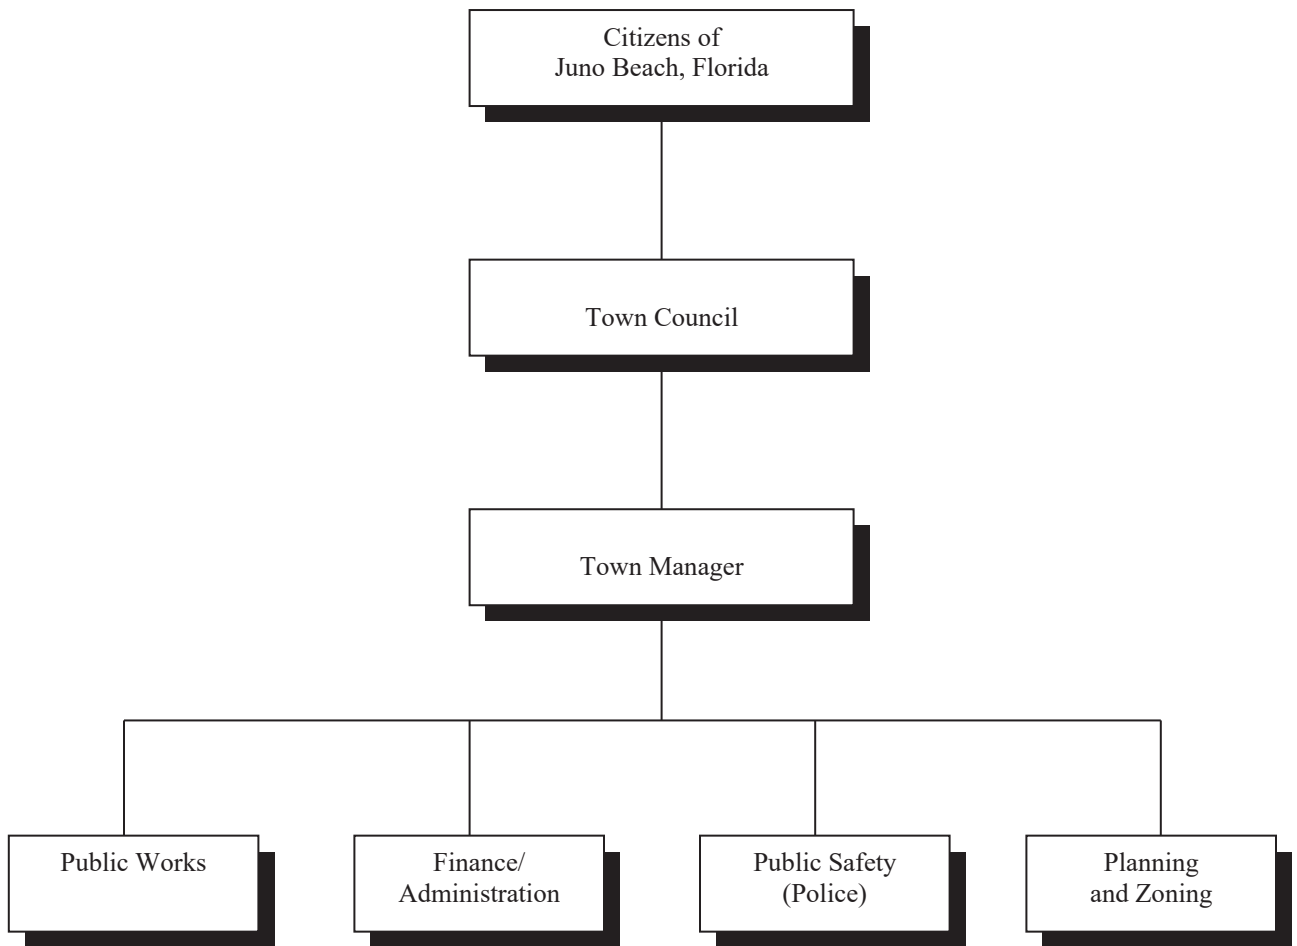 Citizens of
Juno Beach, Florida
Town Council
Town Manager
Public Works
Finance/
Administration
Public Safety
(Police)
Planning
and Zoning